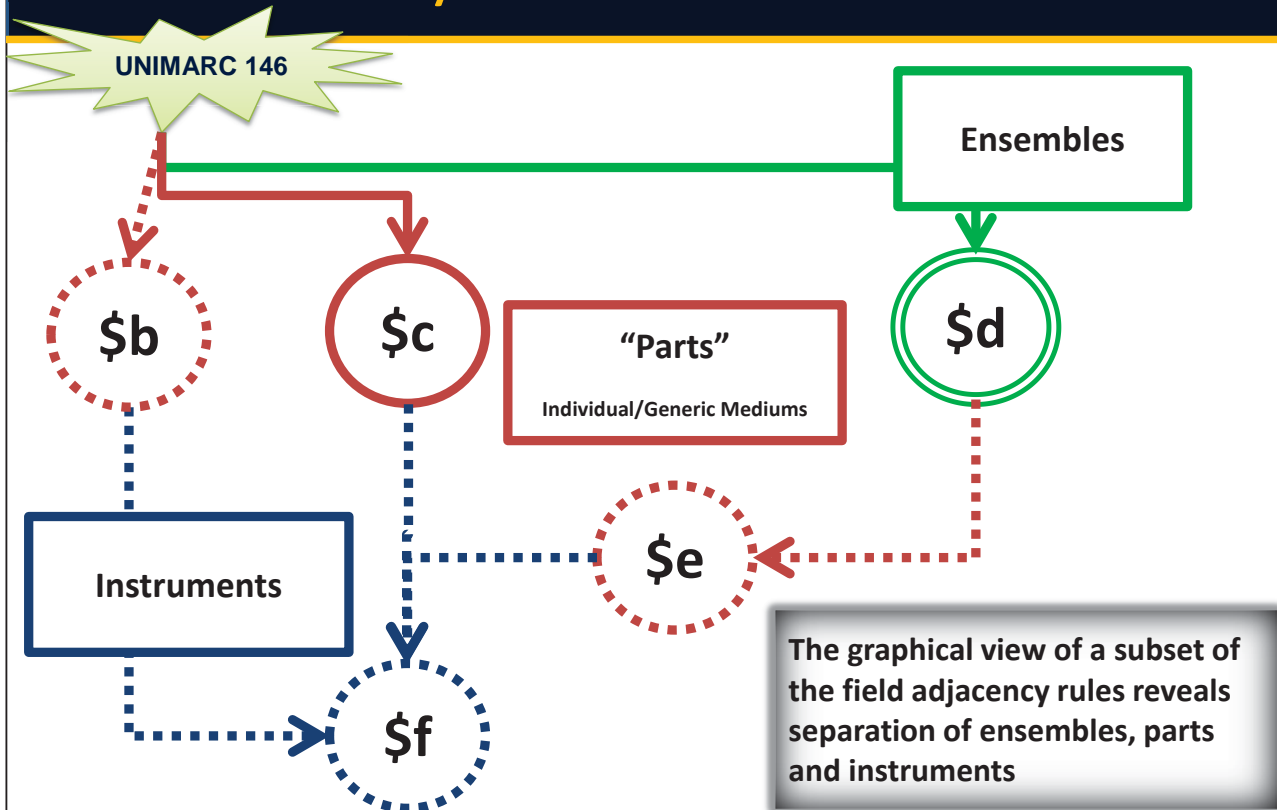 UNIMARC 146
Ensembles
$b
$c
“Parts”
Individual/Generic Mediums
$d
Instruments
$e
$f
The graphical view of a subset of
the field adjacency rules reveals
separation of ensembles, parts
and instruments